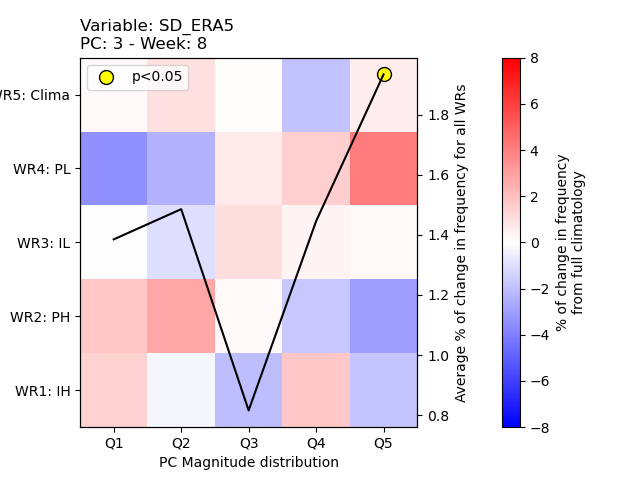 Variable: SD_ERA5
PC: 3 - Week: 8
p<0.05
WR5: Clima
WR4: PL
WR3: IL
WR2: PH
WR1: IH
Q1 Q2 Q3 Q4 Q5
PC Magnitude distribution
1.8
1.6
1.4
1.2
1.0
0.8
Average % of change in frequency for all WRs
8
6
4
2
0
−2
−4
−6
−8
% of change in frequency
from full climatology